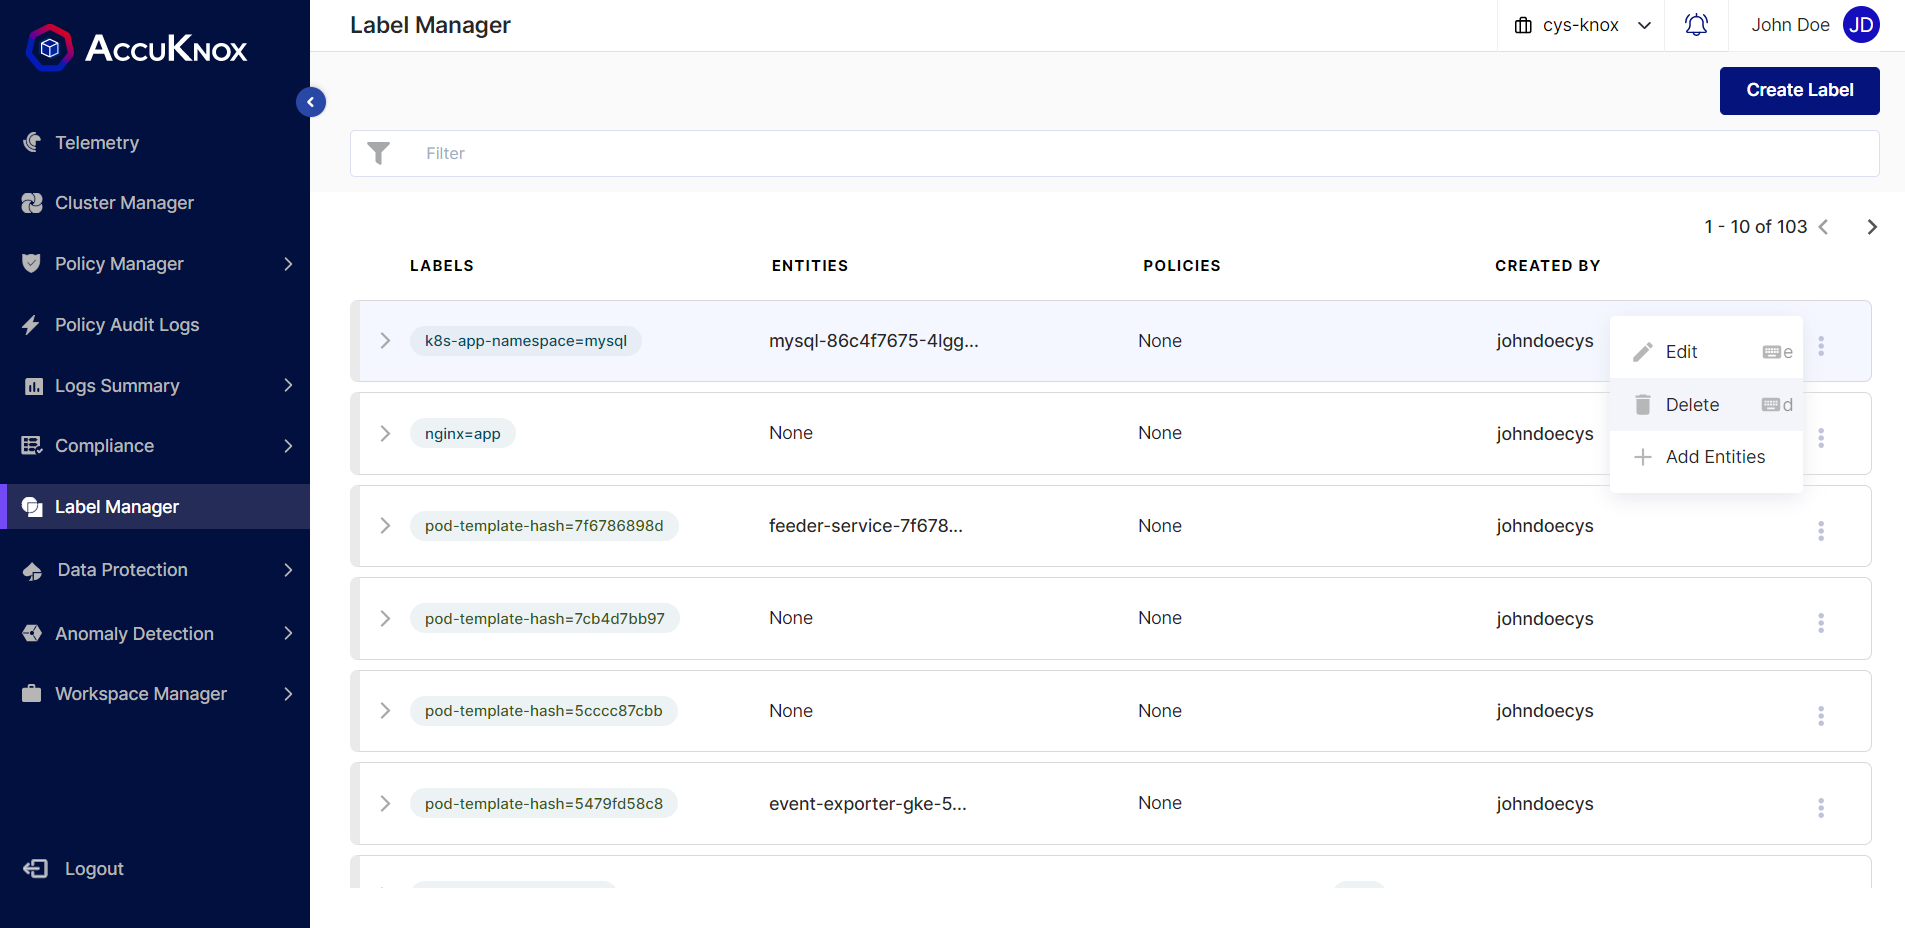 ACCUKNOX
Label Manager
cys-knox
John Doe JD
Telemetry
Cluster Manager
Policy Manager
Policy Audit Logs
Logs Summary
Compliance
Label Manager
Data Protection
Anomaly Detection
Workspace Manager
Logout
Create Label
Filter
1 - 10 of 103
LABELS ENTITIES POLICIES CREATED BY
k8s-app-namespace=mysql mysql-86c4f7675-4lgg... None johndoecys
Edit e
Delete d
Add Entities
nginx=app None None johndoecys
pod-template-hash=7f6786898d feeder-service-7f678... None johndoecys
pod-template-hash=7cb4d7bb97 None None johndoecys
pod-template-hash=5cccc87cbb None None johndoecys
pod-template-hash=5479fd58c8 event-exporter-gke-5... None johndoecys